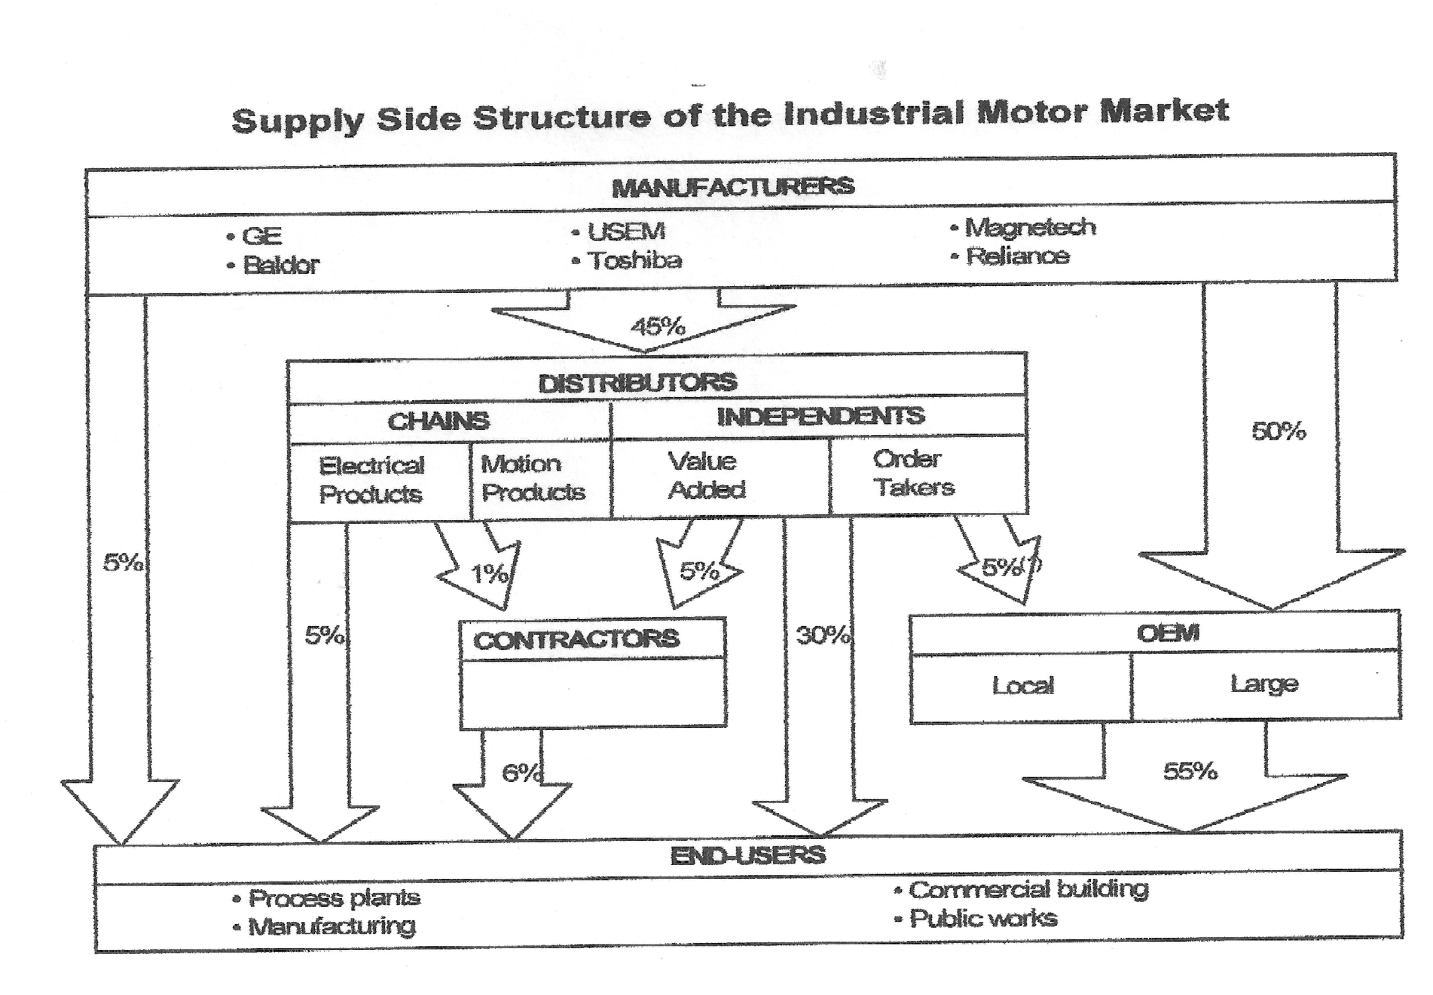 Supply Side Structure of the Industrial Motor Market
MANUFACTURERS
• GE
• Baldor
• USEM
• Toshiba
• Magnetech
• Reliance
45%
DISTRIBUTORS
CHAINS
INDEPENDENTS
Electrical
Products
Motion
Products
Value
Added
Order
Takers
50%
5%
1%
5%
5%(1)
5%
CONTRACTORS
30%
OEM
Local
Large
6%
55%
END-USERS
• Process plants
• Manufacturing
• Commercial building
• Public works